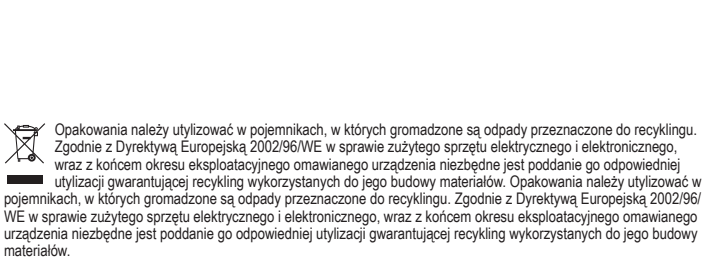 Opakowania należy utylizować w pojemnikach, w których gromadzone są odpady przeznaczone do recyklingu.
Zgodnie z Dyrektywą Europejską 2002/96/WE w sprawie zużytego sprzętu elektrycznego i elektronicznego,
wraz z końcem okresu eksploatacyjnego omawianego urządzenia niezbędne jest poddanie go odpowiedniej
utylizacji gwarantującej recykling wykorzystanych do jego budowy materiałów. Opakowania należy utylizować w
pojemnikach, w których gromadzone są odpady przeznaczone do recyklingu. Zgodnie z Dyrektywą Europejską 2002/96/
WE w sprawie zużytego sprzętu elektrycznego i elektronicznego, wraz z końcem okresu eksploatacyjnego omawianego
urządzenia niezbędne jest poddanie go odpowiedniej utylizacji gwarantującej recykling wykorzystanych do jego budowy
materiałów.